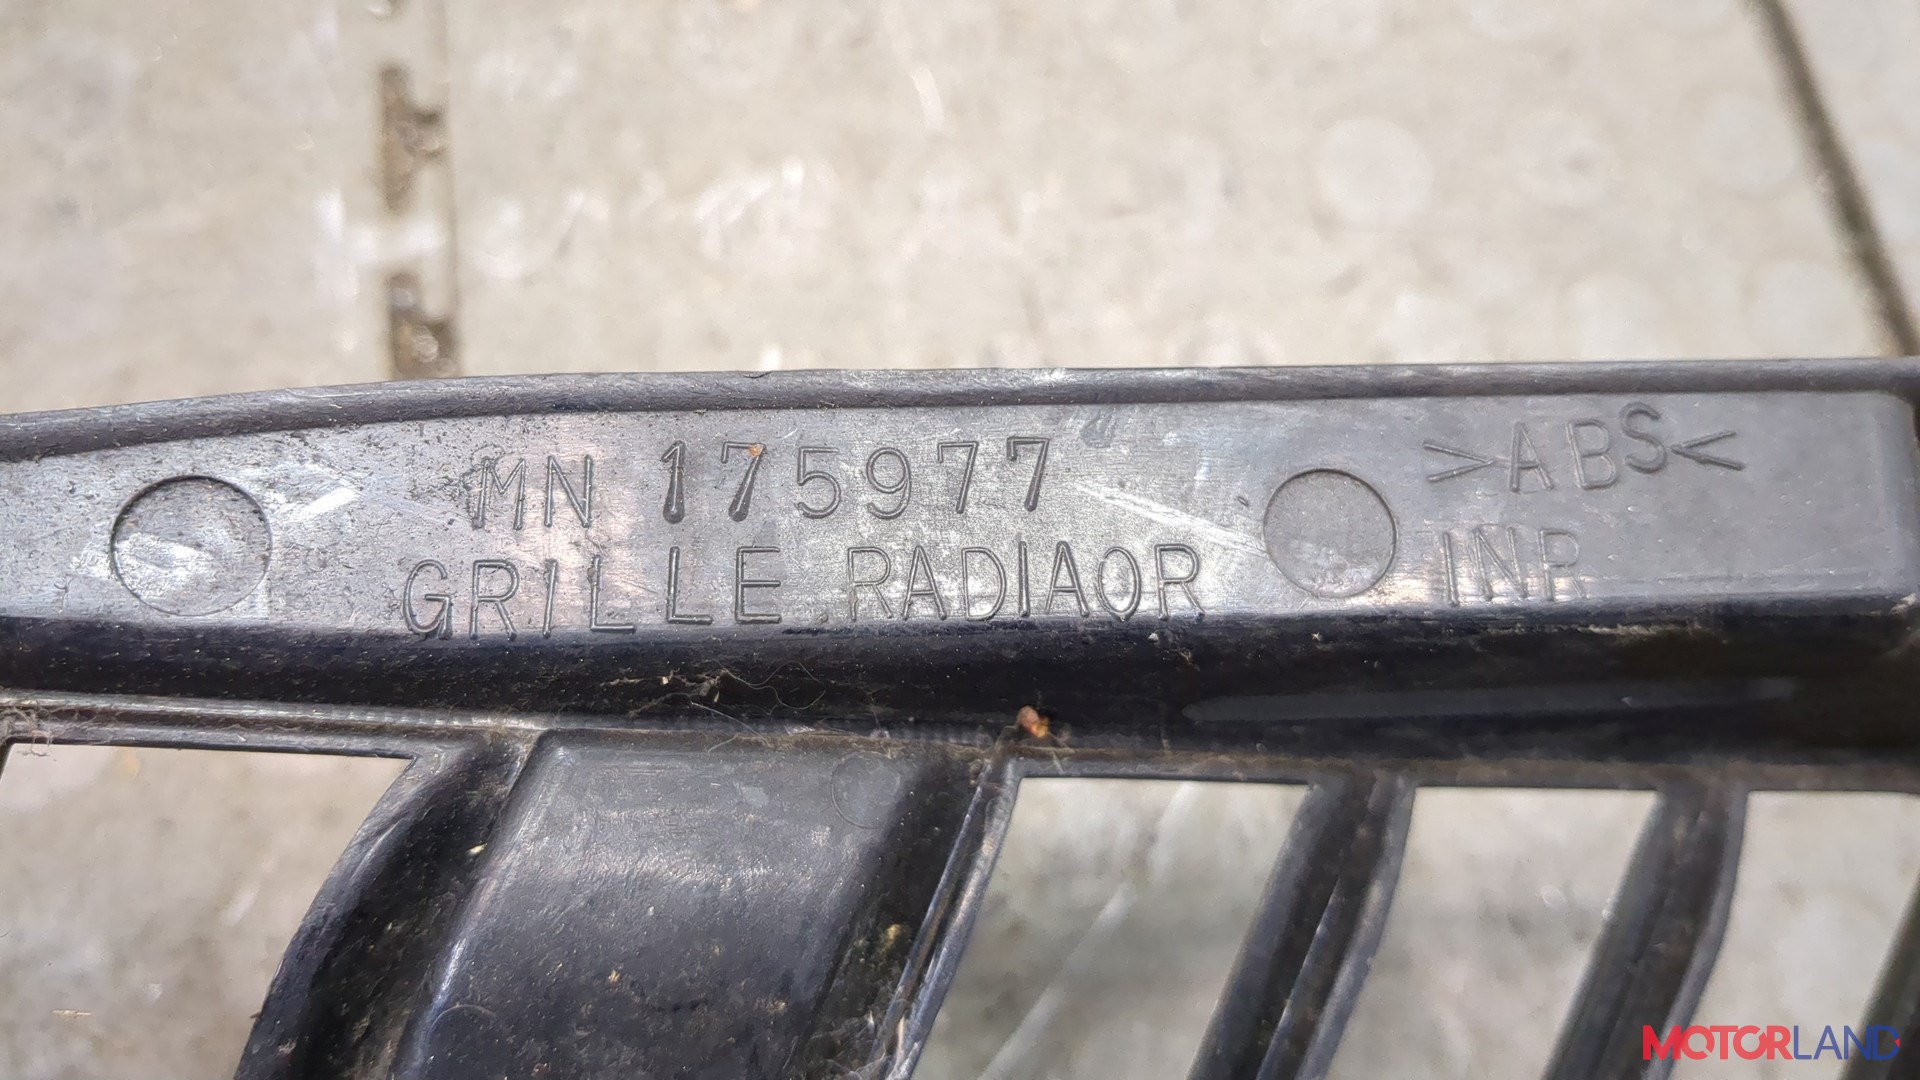 MN 175977
GRILLE RADIAOR
>ABS<
INR
MOTORLAND